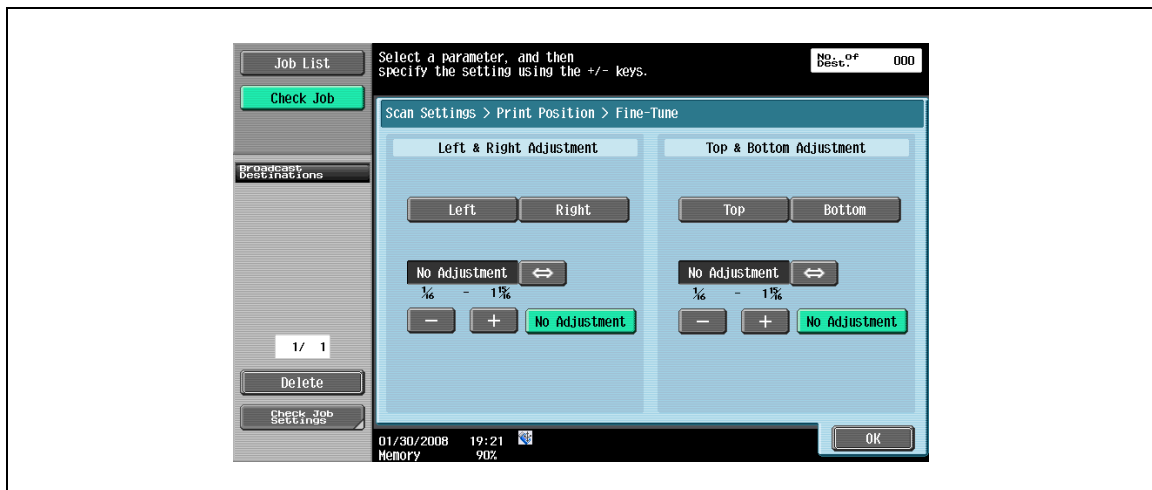 Job List
Check Job
Broadcast
Destinations
1/ 1
Delete
Check Job
Settings
Select a parameter, and then
specify the setting using the +/- keys.
No. of
Dest. 000
Scan Settings > Print Position > Fine-Tune
Left & Right Adjustment
Left Right
No Adjustment ⇔
1/16 - 1 15/16
− + No Adjustment
Top & Bottom Adjustment
Top Bottom
No Adjustment ⇔
1/16 - 1 15/16
− + No Adjustment
01/30/2008 19:21
Memory 90%
OK